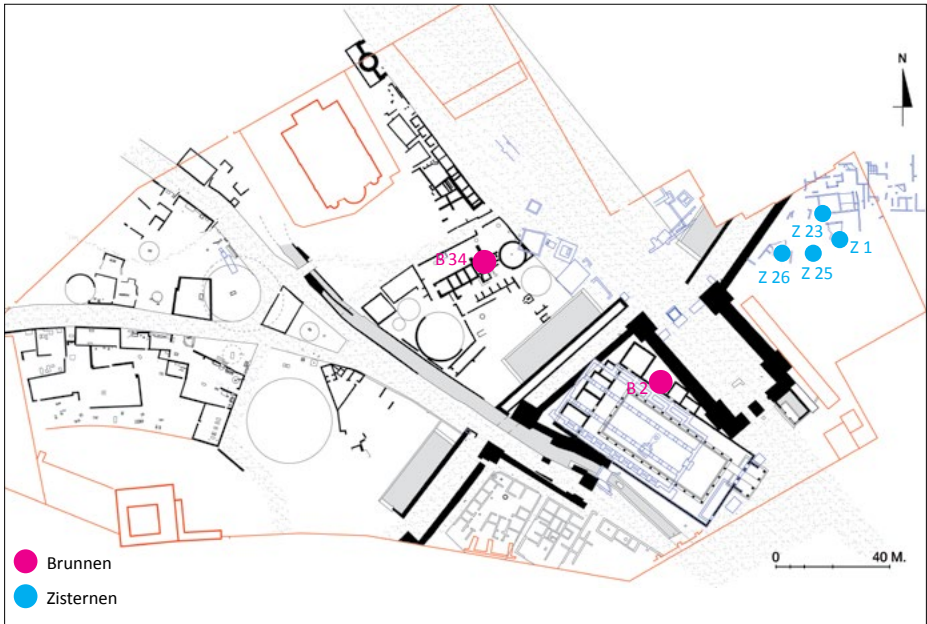 N
Z 23
Z 1
Z 26
Z 25
B 34
B 2
Brunnen
Zisternen
0 40 M.